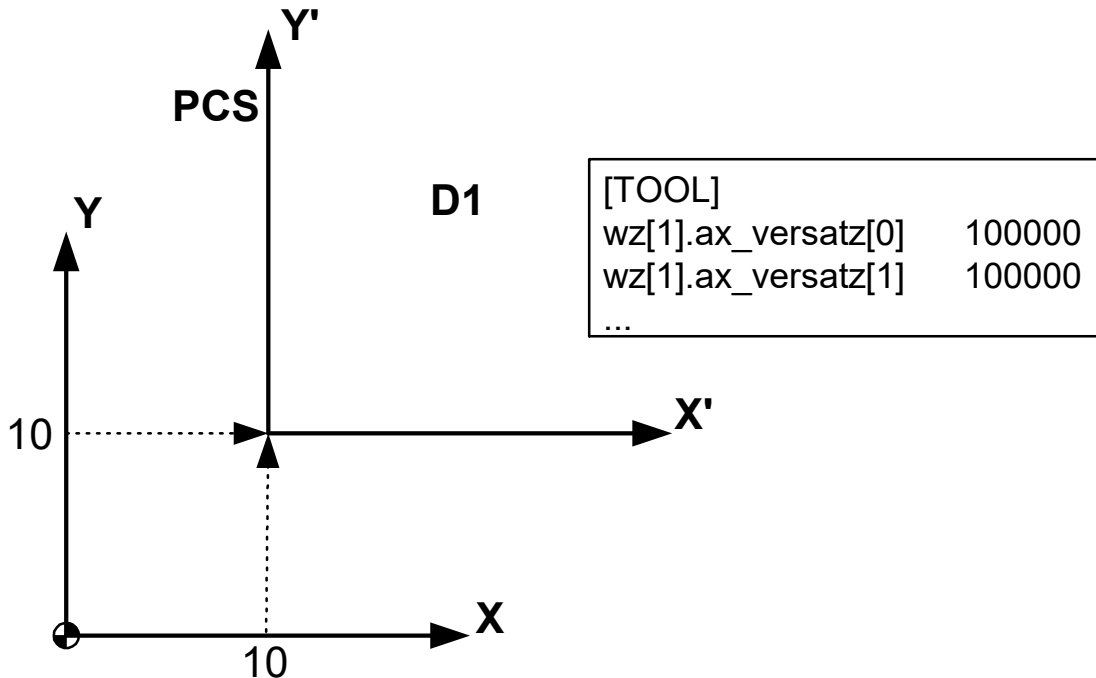 Y'
PCS
D1
Y
[TOOL]
wz[1].ax_versatz[0] 100000
wz[1].ax_versatz[1] 100000
...
10
X'
X
10